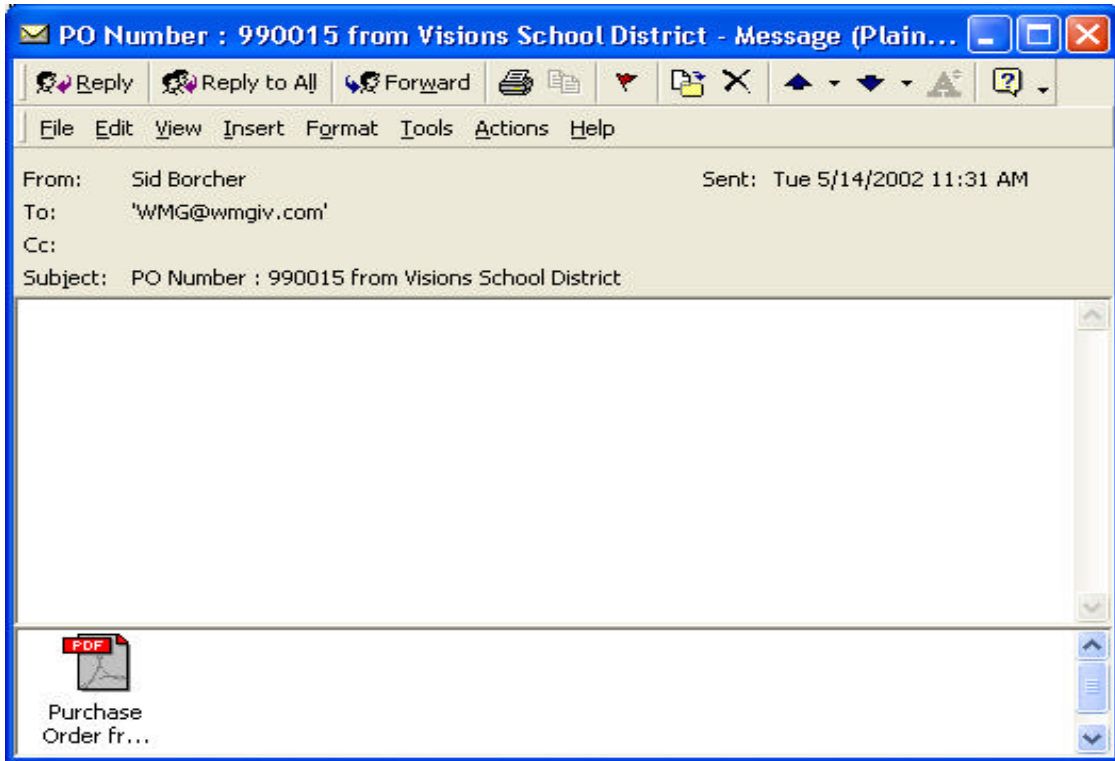 PO Number : 990015 from Visions School District - Message (Plain...
Reply Reply to All Forward
File Edit View Insert Format Tools Actions Help
From: Sid Borcher Sent: Tue 5/14/2002 11:31 AM
To: 'WMG@wmgiv.com'
Cc:
Subject: PO Number : 990015 from Visions School District
PDF
Purchase
Order fr...